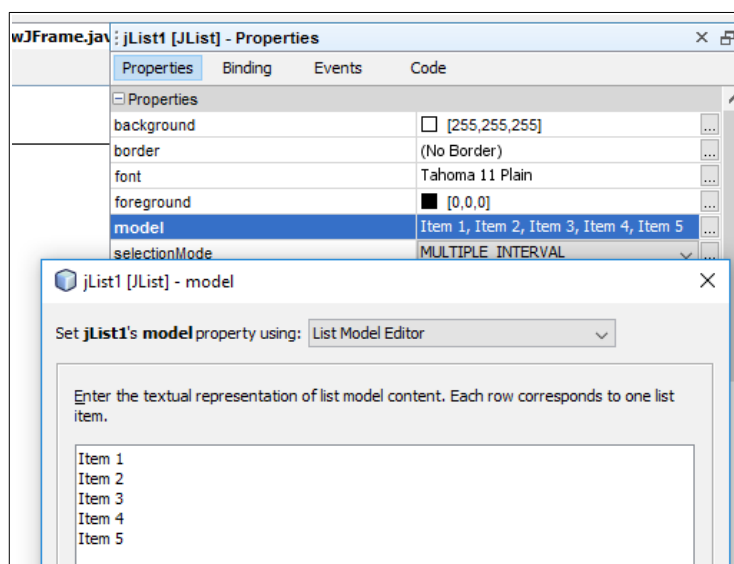 wJFrame.jav
jList1 [JList] - Properties
Properties Binding Events Code
Properties
background [255,255,255] ...
border (No Border) ...
font Tahoma 11 Plain ...
foreground [0,0,0] ...
model Item 1, Item 2, Item 3, Item 4, Item 5 ...
selectionMode MULTIPLE_INTERVAL ...
jList1 [JList] - model
Set jList1's model property using: List Model Editor
Enter the textual representation of list model content. Each row corresponds to one list
item.
Item 1
Item 2
Item 3
Item 4
Item 5